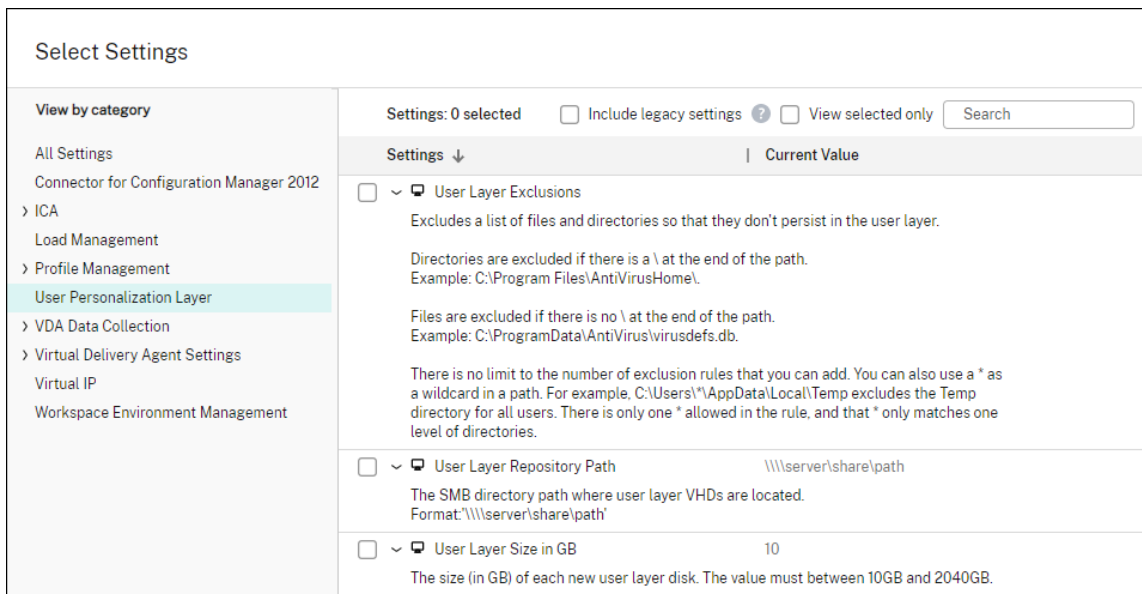 Select Settings
View by category
All Settings
Connector for Configuration Manager 2012
ICA
Load Management
Profile Management
User Personalization Layer
VDA Data Collection
Virtual Delivery Agent Settings
Virtual IP
Workspace Environment Management
Settings: 0 selected Include legacy settings ? View selected only Search
Settings ↓ | Current Value
User Layer Exclusions
Excludes a list of files and directories so that they don't persist in the user layer.
Directories are excluded if there is a \ at the end of the path.
Example: C:\Program Files\AntiVirusHome\.
Files are excluded if there is no \ at the end of the path.
Example: C:\ProgramData\AntiVirus\virusdefs.db.
There is no limit to the number of exclusion rules that you can add. You can also use a * as
a wildcard in a path. For example, C:\Users\*\AppData\Local\Temp excludes the Temp
directory for all users. There is only one * allowed in the rule, and that * only matches one
level of directories.
User Layer Repository Path \\\\server\share\path
The SMB directory path where user layer VHDs are located.
Format:'\\\\server\share\path'
User Layer Size in GB 10
The size (in GB) of each new user layer disk. The value must between 10GB and 2040GB.